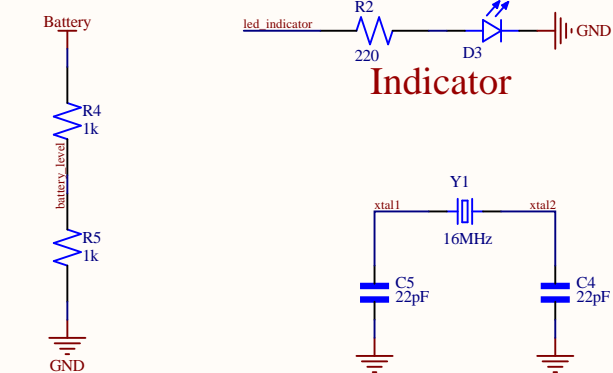 Battery
R4
1k
battery_level
R5
1k
GND
led_indicator
R2
220
D3
GND
Indicator
Y1
xtal1
xtal2
16MHz
C5
22pF
C4
22pF